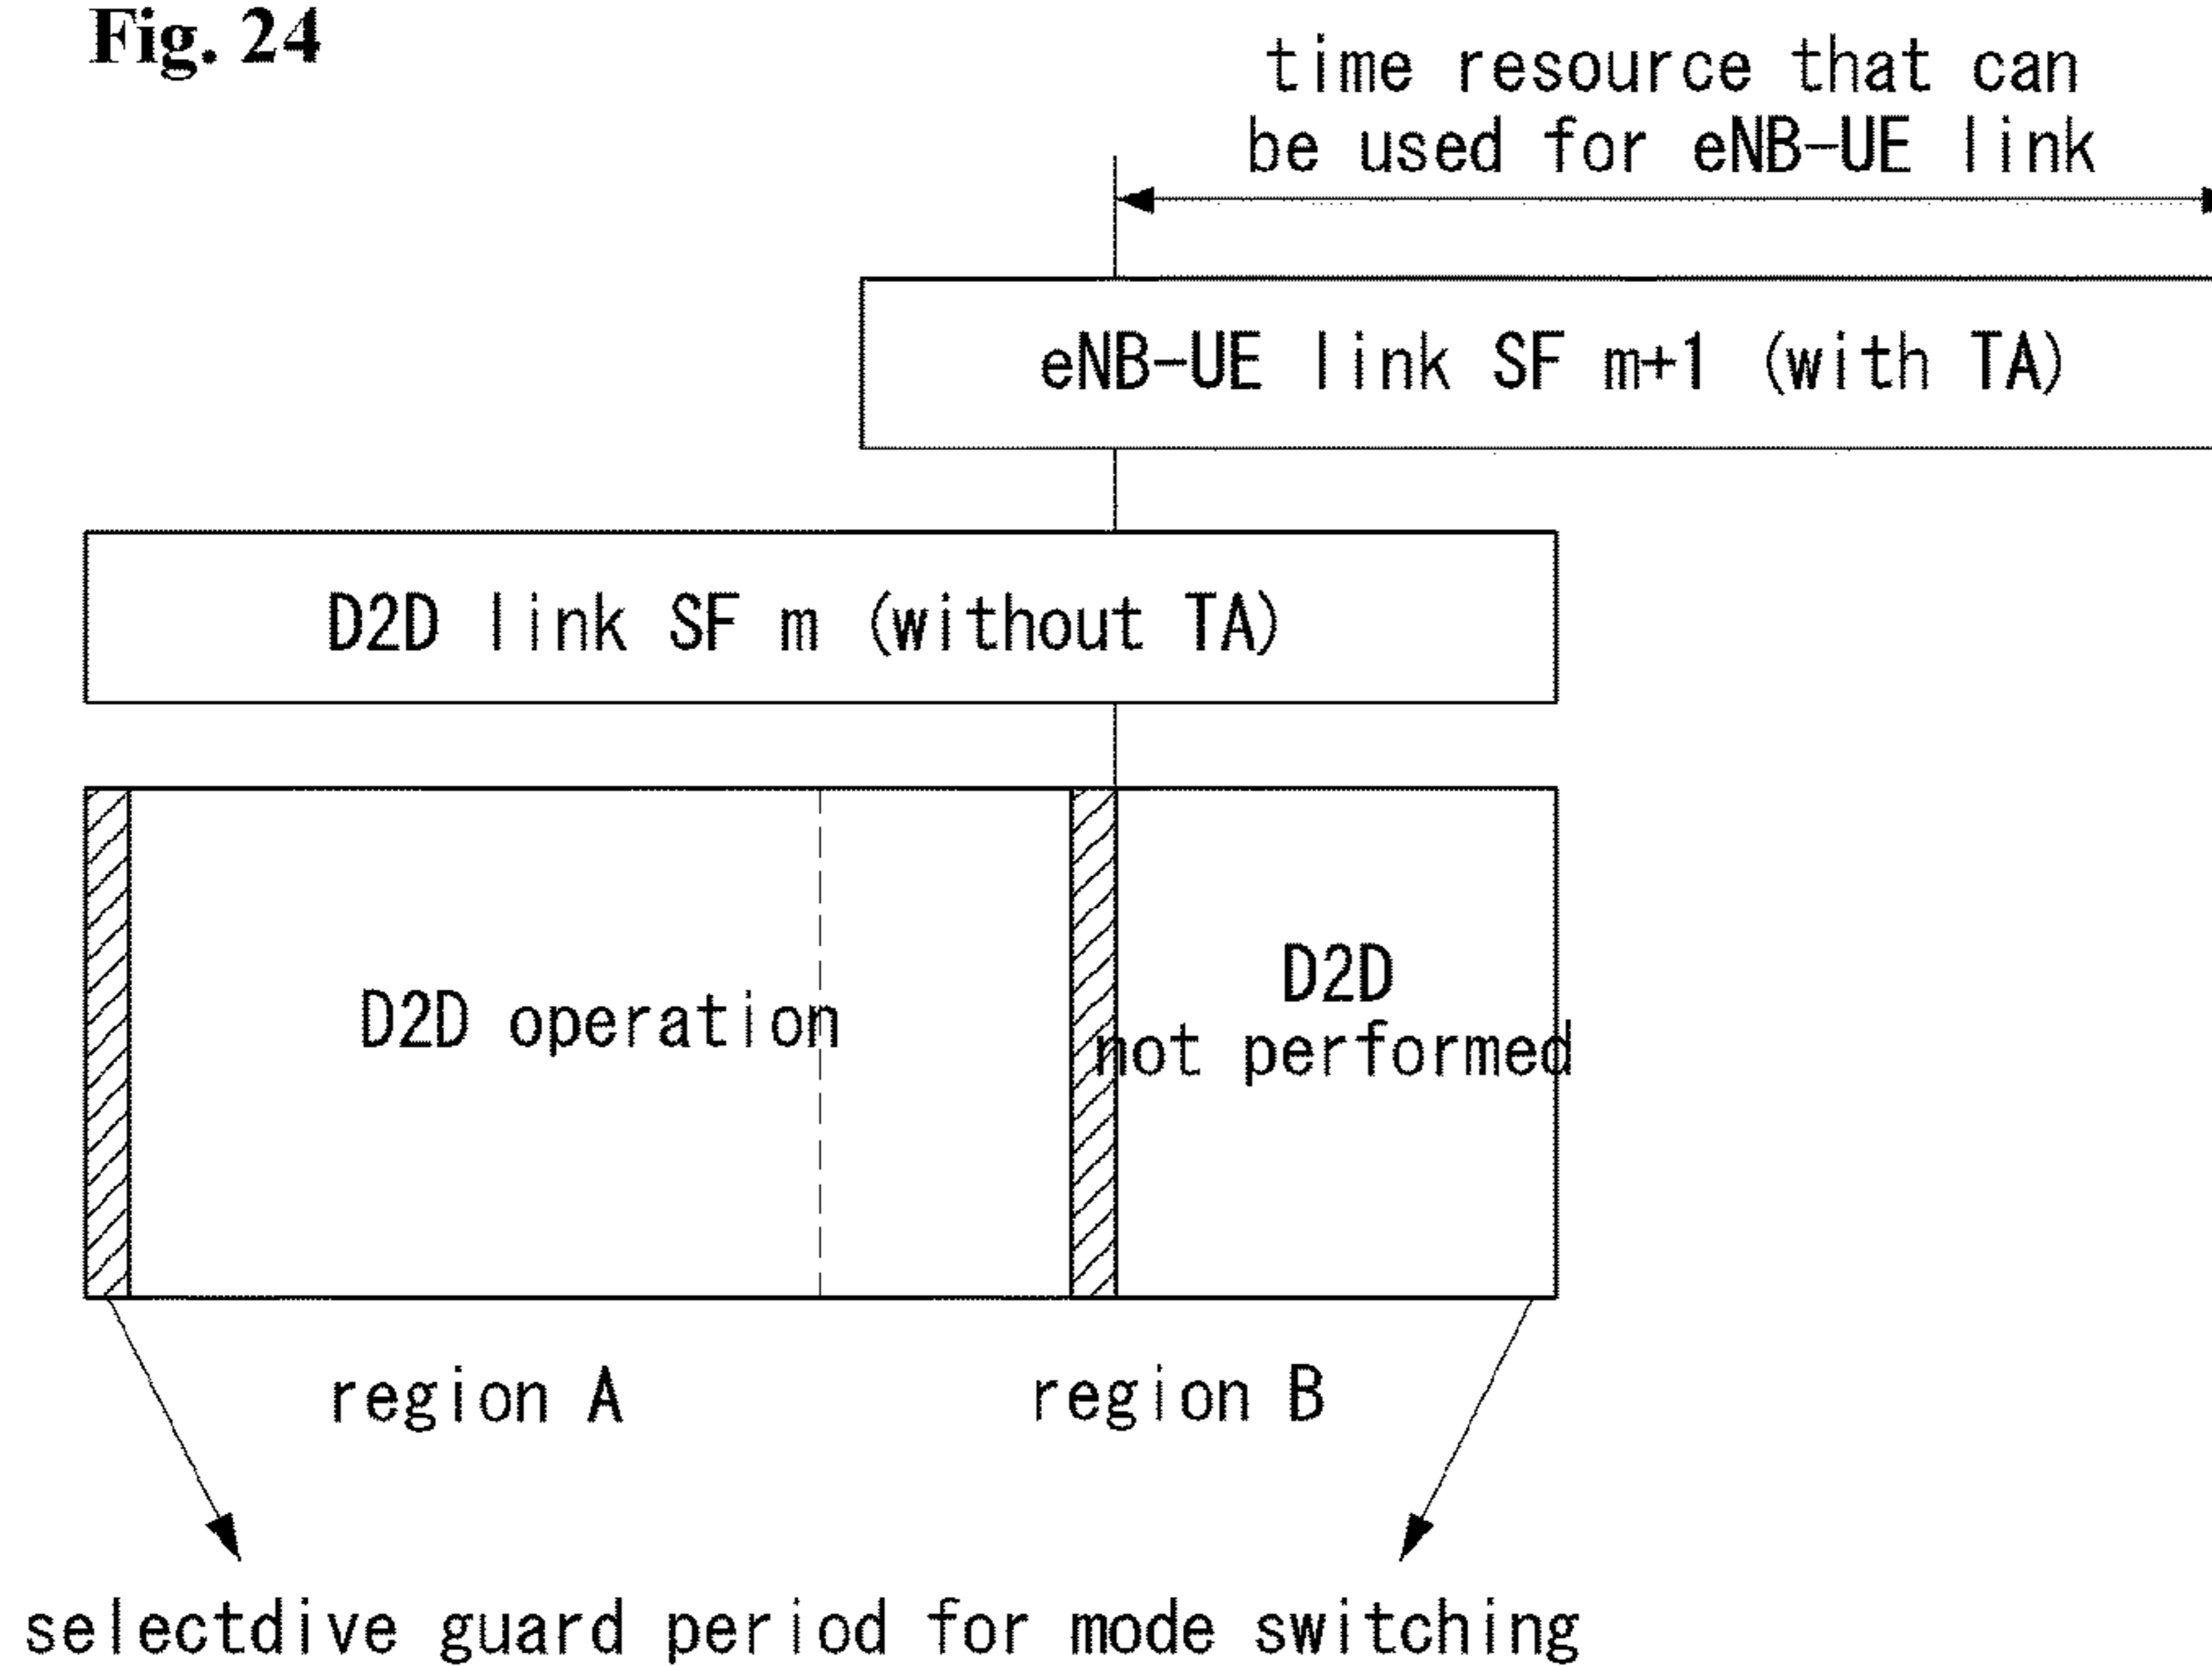 Fig. 24
time resource that can
be used for eNB-UE link
eNB-UE link SF m+1 (with TA)
D2D link SF m (without TA)
D2D operation
D2D
not performed
region A
region B
selectdive guard period for mode switching